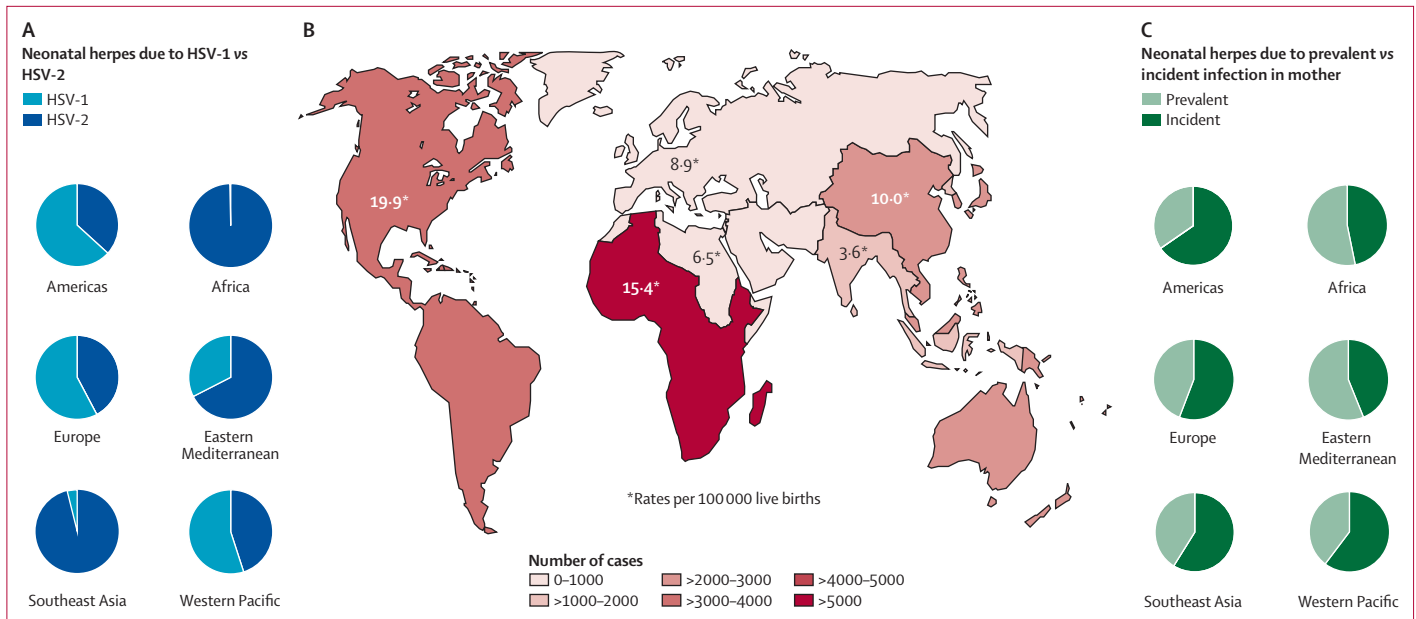 A
Neonatal herpes due to HSV-1 vs
HSV-2
HSV-1
HSV-2
Americas
Africa
Europe
Eastern
Mediterranean
Southeast Asia
Western Pacific
B
19·9*
8·9*
10·0*
6·5*
3·6*
15·4*
*Rates per 100 000 live births
Number of cases
0–1000
>2000–3000
>4000–5000
>1000–2000
>3000–4000
>5000
C
Neonatal herpes due to prevalent vs
incident infection in mother
Prevalent
Incident
Americas
Africa
Europe
Eastern
Mediterranean
Southeast Asia
Western Pacific